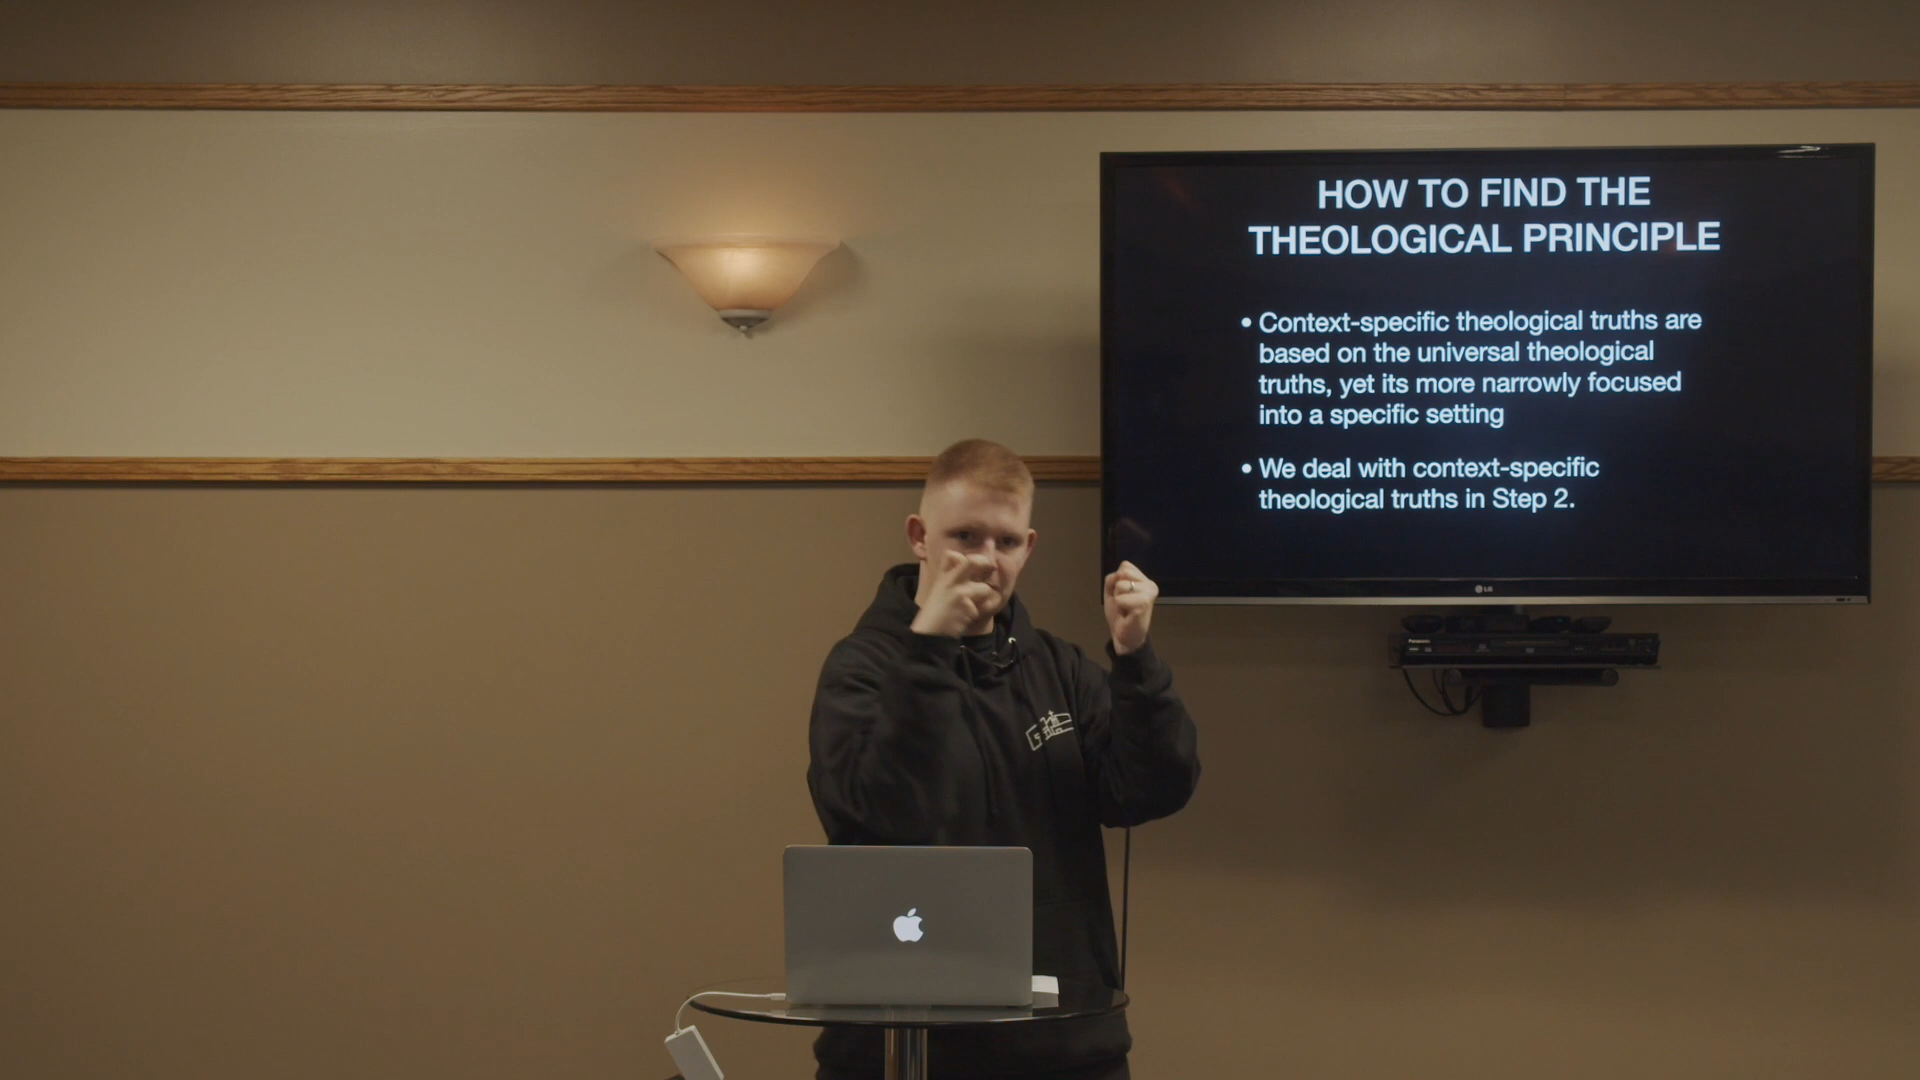 HOW TO FIND THE
THEOLOGICAL PRINCIPLE
• Context-specific theological truths are
based on the universal theological
truths, yet its more narrowly focused
into a specific setting
• We deal with context-specific
theological truths in Step 2.
LG
Panasonic